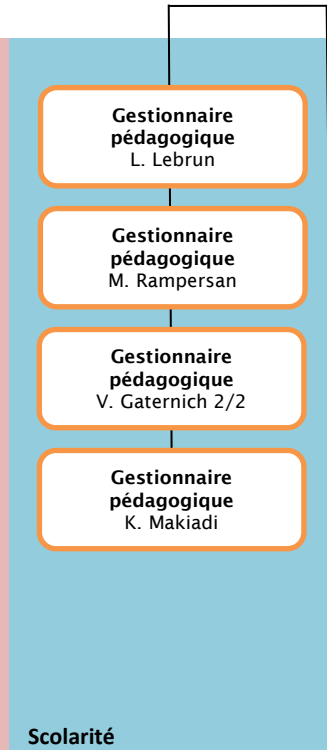 Gestionnaire
pédagogique
L. Lebrun
Gestionnaire
pédagogique
M. Rampersan
Gestionnaire
pédagogique
V. Gaternich 2/2
Gestionnaire
pédagogique
K. Makiadi
Scolarité